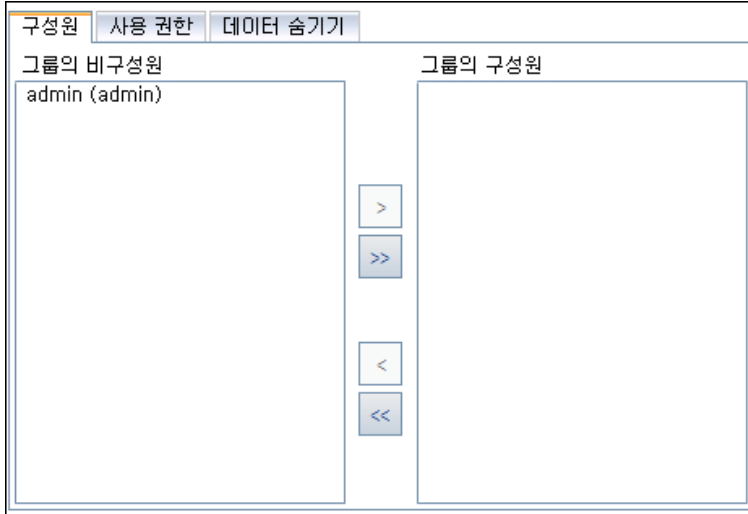 구성원 사용 권한 데이터 숨기기
그룹의 비구성원 그룹의 구성원
admin (admin)
>
>>
<
<<